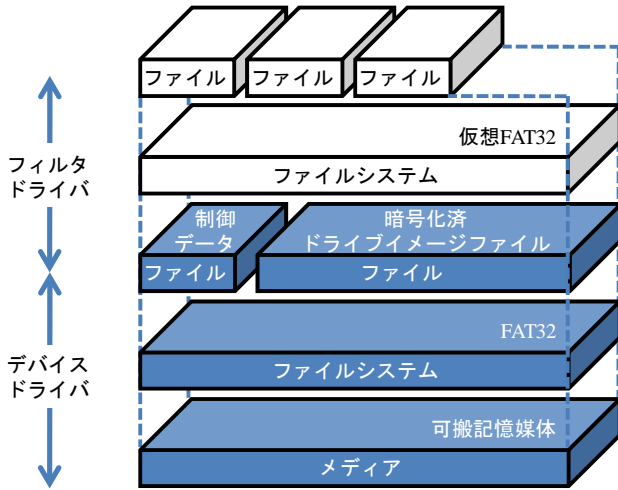 ファイル
ファイル
ファイル
仮想FAT32
ファイルシステム
フィルタ
ドライバ
制御
データ
ファイル
暗号化済
ドライブイメージファイル
ファイル
FAT32
ファイルシステム
デバイス
ドライバ
可搬記憶媒体
メディア